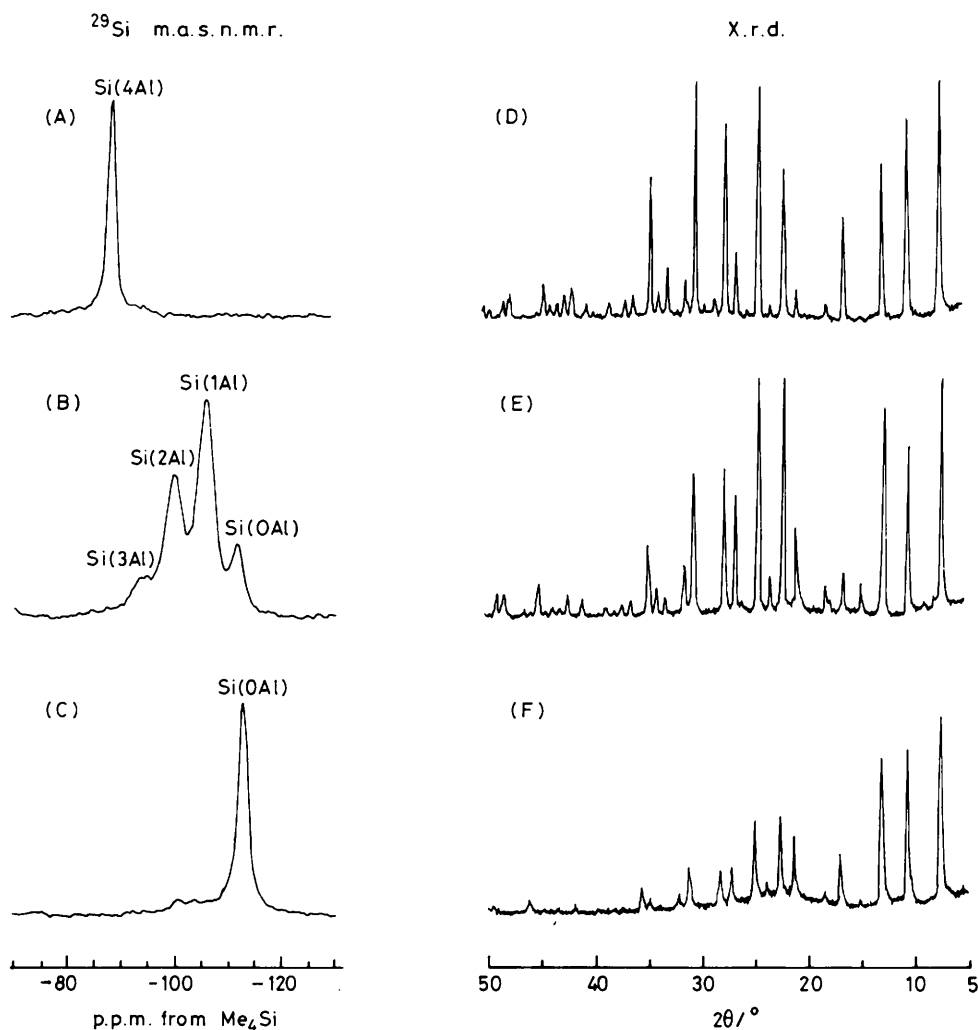 29Si m.a.s.n.m.r.
X.r.d.
Si(4Al)
(A)
(D)
Si(1Al)
(B)
(E)
Si(2Al)
Si(0Al)
Si(3Al)
Si(0Al)
(C)
(F)
-80 -100 -120
50 40 30 20 10 5
p.p.m. from Me4Si
2θ/°